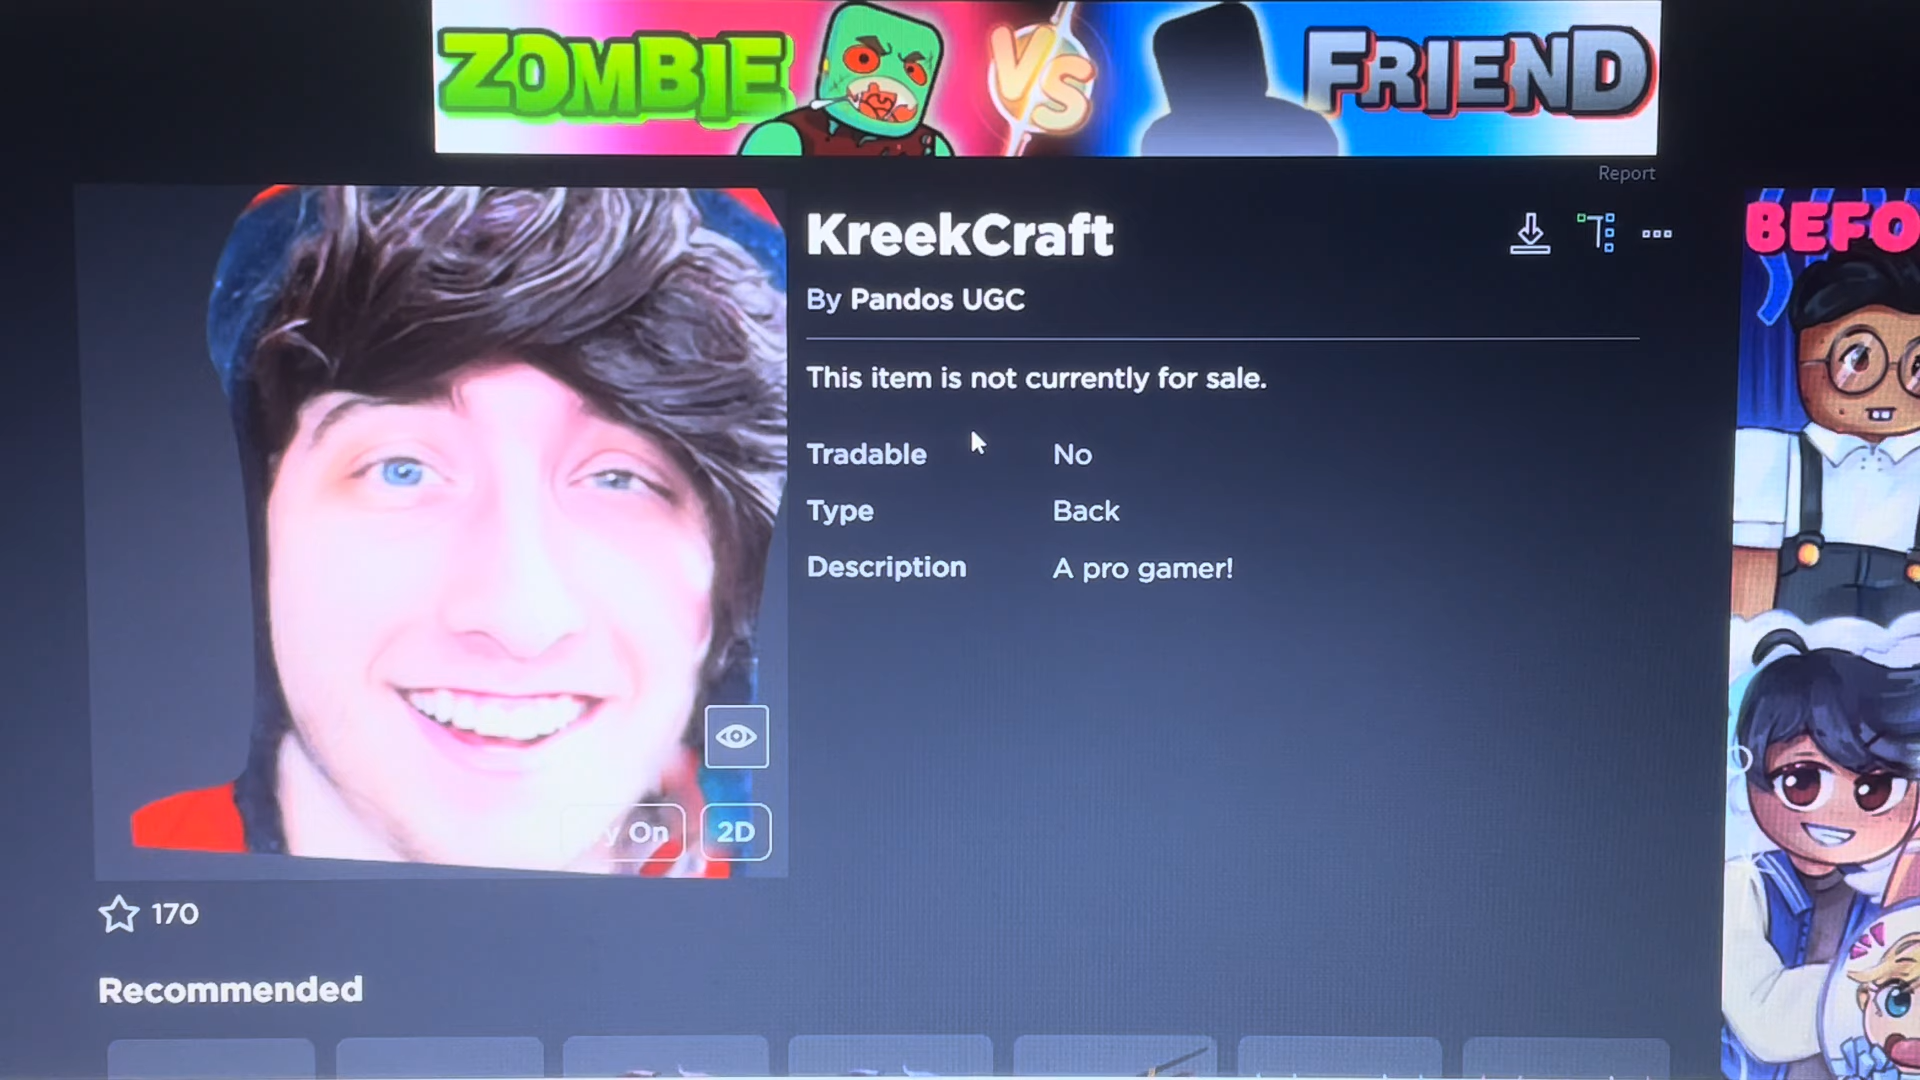 ZOMBIE VS FRIEND
Report
BEFO
KreekCraft
By Pandos UGC
This item is not currently for sale.
Tradable No
Type Back
Description A pro gamer!
On 2D
170
Recommended